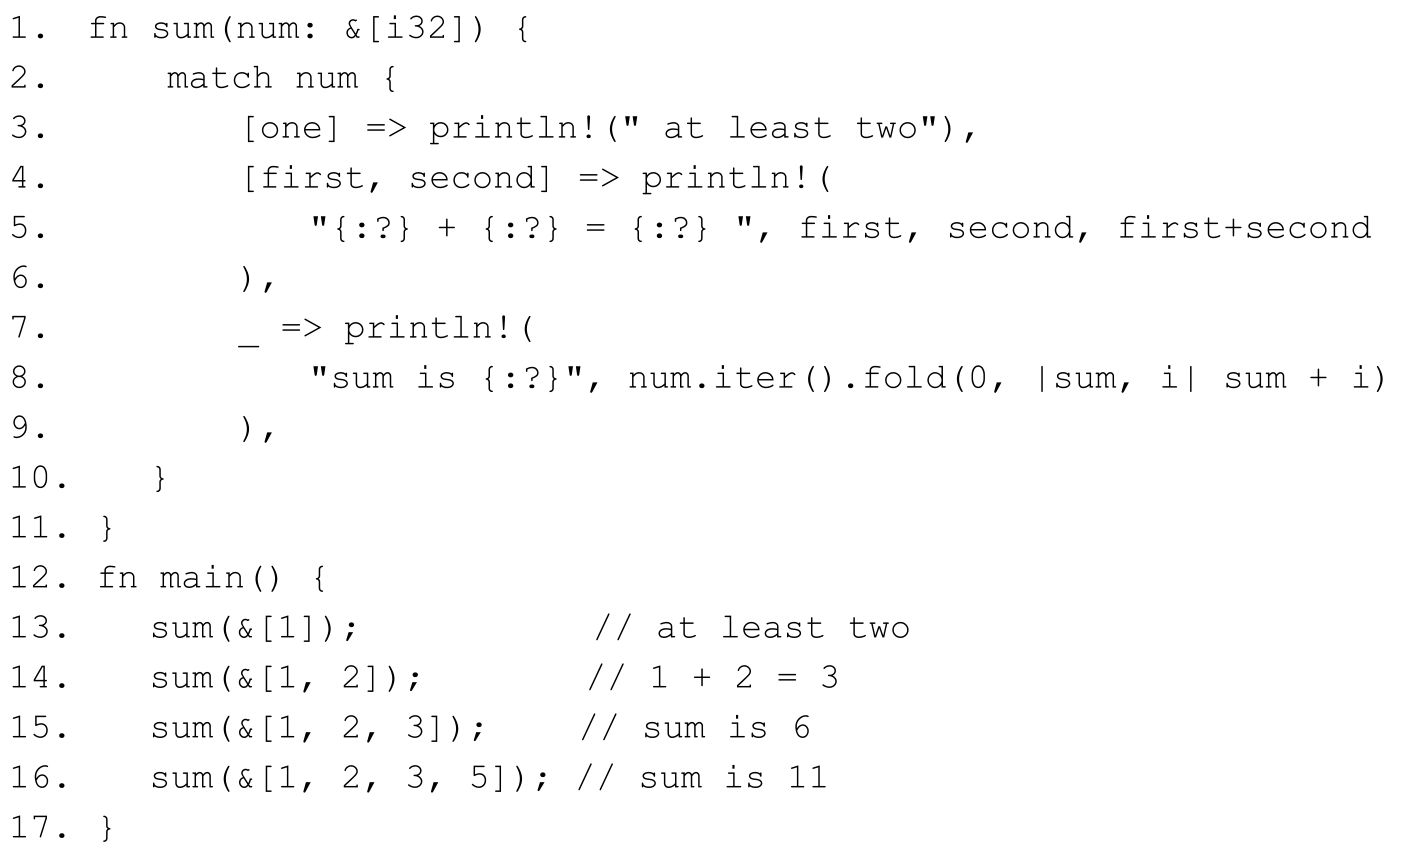 1. fn sum(num: &[i32]) {
2. match num {
3. [one] => println!(" at least two"),
4. [first, second] => println!(
5. "{:?} + {:?} = {:?} ", first, second, first+second
6. ),
7. _ => println!(
8. "sum is {:?}", num.iter().fold(0, |sum, i| sum + i)
9. ),
10. }
11. }
12. fn main() {
13. sum(&[1]); // at least two
14. sum(&[1, 2]); // 1 + 2 = 3
15. sum(&[1, 2, 3]); // sum is 6
16. sum(&[1, 2, 3, 5]); // sum is 11
17. }